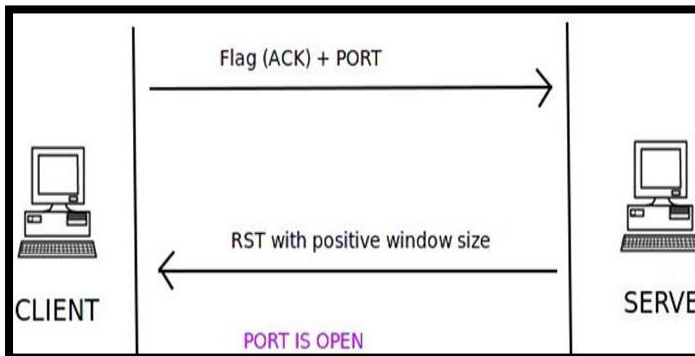 Flag (ACK) + PORT
RST with positive window size
CLIENT
SERVE
PORT IS OPEN